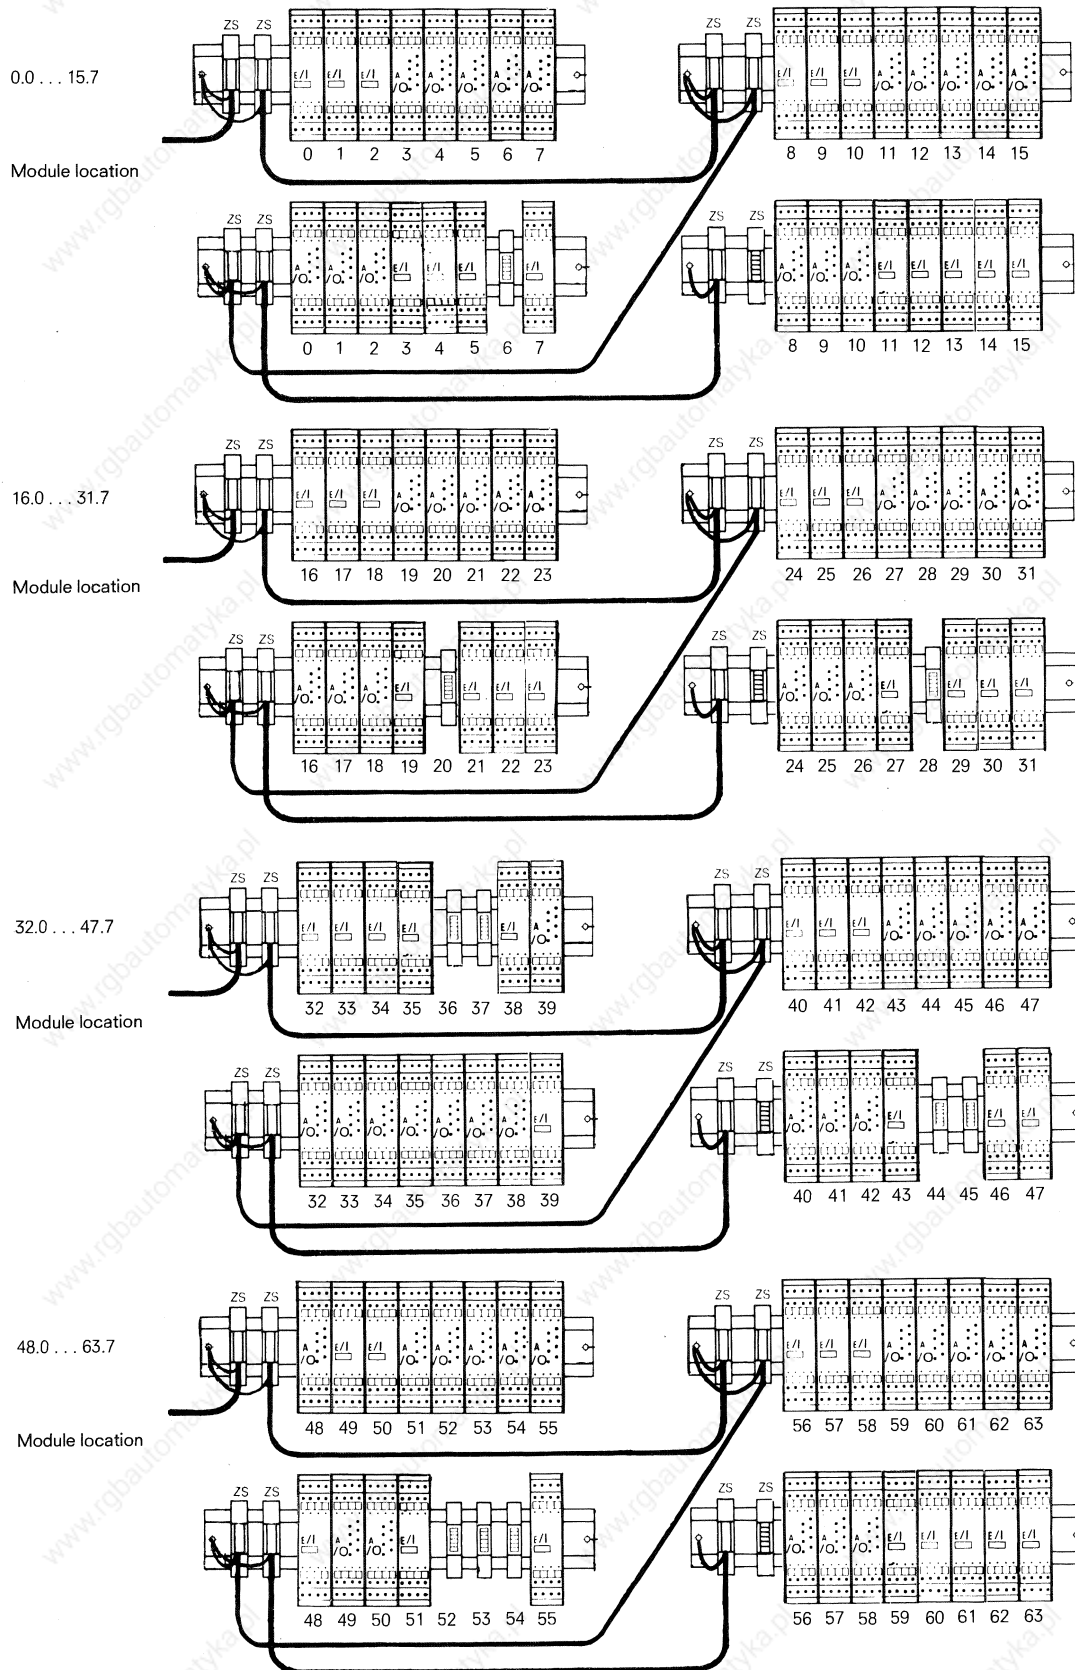 ZS ZS
ZS ZS
0.0 . . . 15.7
E/I E/I E/I A/O. A/O. A/O. A/O. A/O.
E/I E/I E/I A/O. A/O. A/O. A/O. A/O.
0 1 2 3 4 5 6 7
8 9 10 11 12 13 14 15
Module location
ZS ZS
ZS ZS
A/O. A/O. A/O. E/I E/I E/I E/I
A/O. A/O. A/O. E/I E/I E/I E/I E/I
0 1 2 3 4 5 6 7
8 9 10 11 12 13 14 15
ZS ZS
ZS ZS
16.0 . . . 31.7
E/I E/I E/I A/O. A/O. A/O. A/O. A/O.
E/I E/I E/I A/O. A/O. A/O. A/O. A/O.
16 17 18 19 20 21 22 23
24 25 26 27 28 29 30 31
Module location
ZS ZS
ZS ZS
A/O. A/O. A/O. E/I E/I E/I E/I
A/O. A/O. A/O. E/I E/I E/I E/I
16 17 18 19 20 21 22 23
24 25 26 27 28 29 30 31
ZS ZS
ZS ZS
32.0 . . . 47.7
E/I E/I E/I E/I E/I A/O.
E/I E/I E/I A/O. A/O. A/O. A/O. A/O.
32 33 34 35 36 37 38 39
40 41 42 43 44 45 46 47
Module location
ZS ZS
ZS ZS
A/O. A/O. A/O. A/O. A/O. A/O. A/O. E/I
A/O. A/O. A/O. E/I E/I E/I
32 33 34 35 36 37 38 39
40 41 42 43 44 45 46 47
ZS ZS
ZS ZS
48.0 . . . 63.7
A/O. E/I E/I A/O. A/O. A/O. A/O. A/O.
E/I E/I E/I A/O. A/O. A/O. A/O. A/O.
48 49 50 51 52 53 54 55
56 57 58 59 60 61 62 63
Module location
ZS ZS
ZS ZS
E/I A/O. A/O. E/I E/I
A/O. A/O. A/O. E/I E/I E/I E/I E/I
48 49 50 51 52 53 54 55
56 57 58 59 60 61 62 63
www.rgbautomatyka.pl